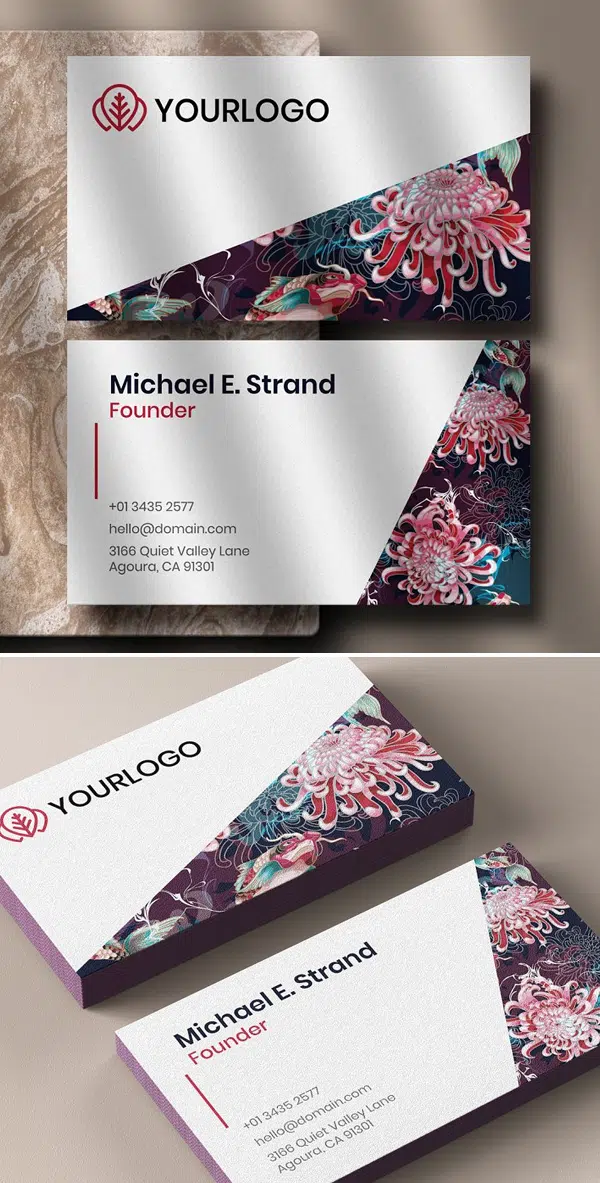 YOURLOGO
Michael E. Strand
Founder
+01 3435 2577
hello@domain.com
3166 Quiet Valley Lane
Agoura, CA 91301
YOURLOGO
Michael E. Strand
Founder
+01 3435 2577
hello@domain.com
3166 Quiet Valley Lane
Agoura, CA 91301